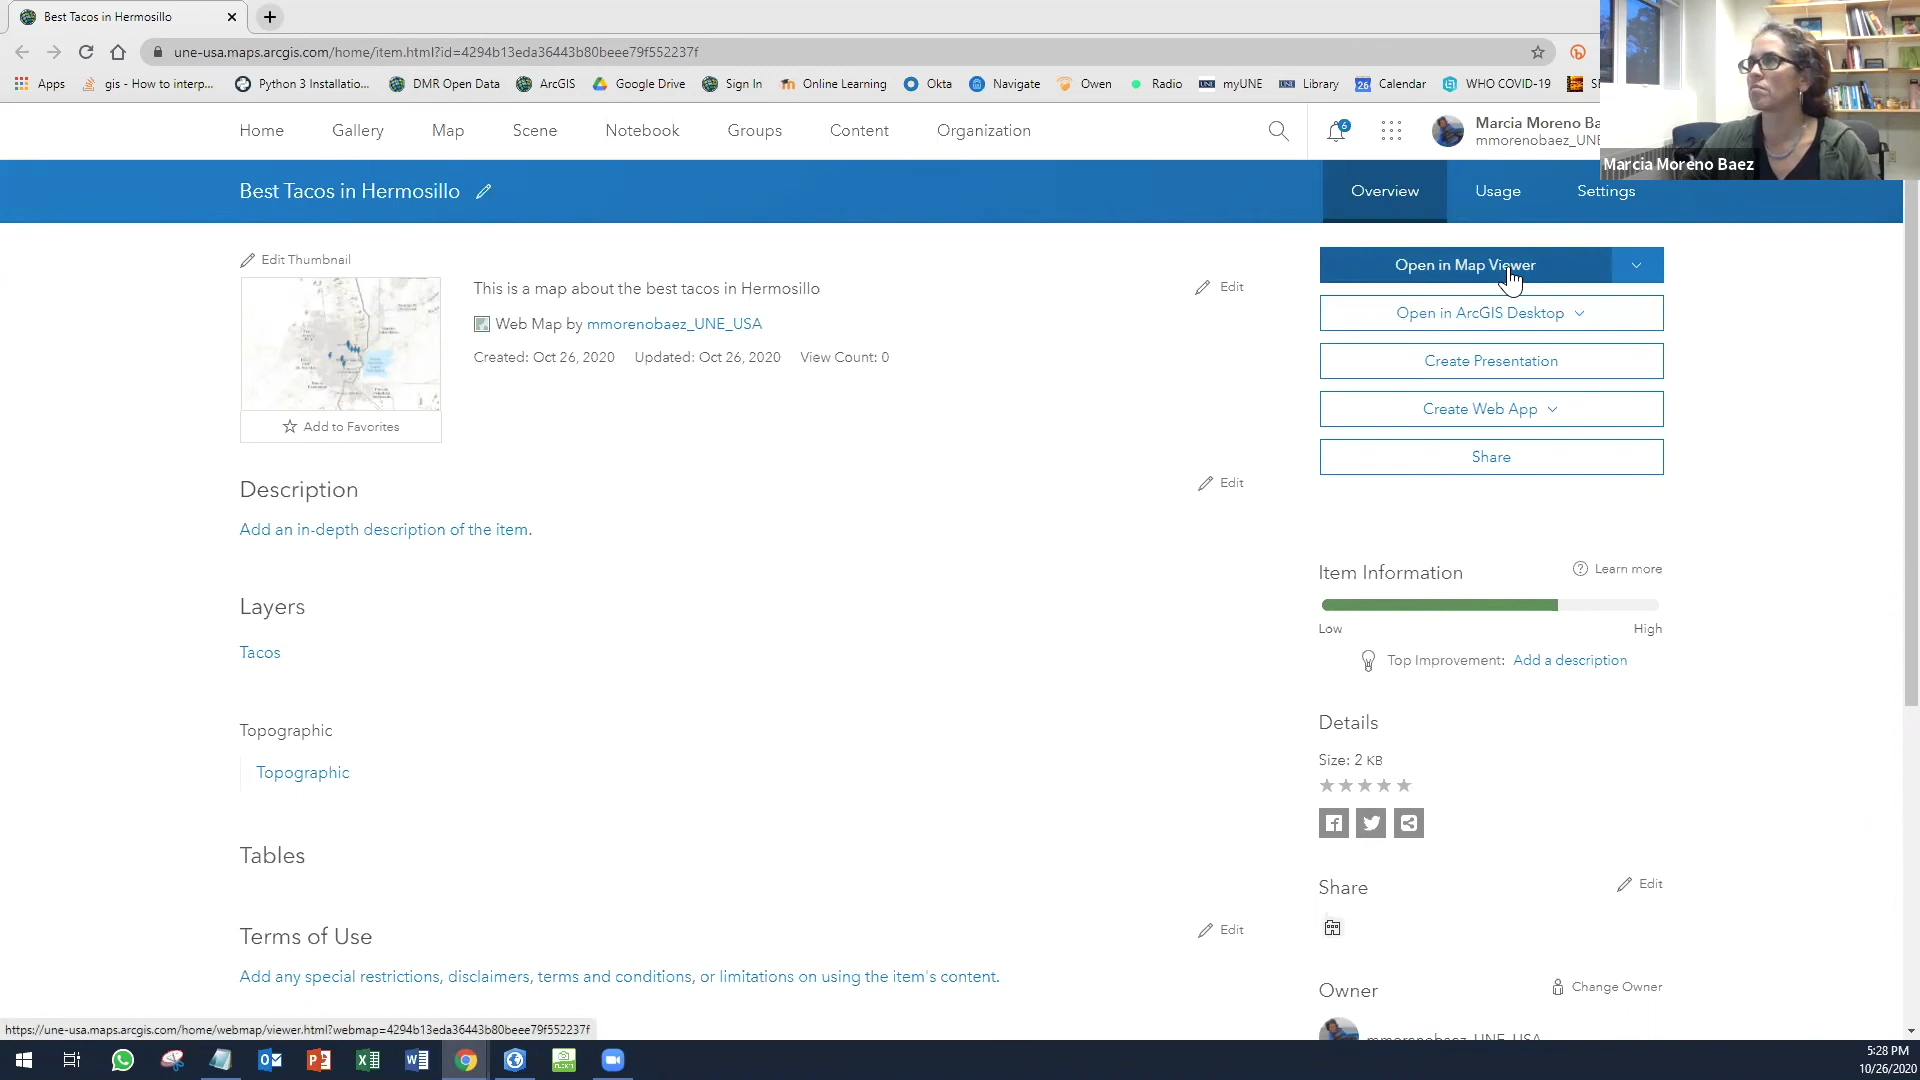 Best Tacos in Hermosillo
une-usa.maps.arcgis.com/home/item.html?id=4294b13eda36443b80beee79f552237f
Apps gis - How to interp... Python 3 Installatio... DMR Open Data ArcGIS Google Drive Sign In Online Learning Okta Navigate Owen Radio UNE myUNE UNE Library 26 Calendar WHO COVID-19
Home Gallery Map Scene Notebook Groups Content Organization
6
Marcia Moreno Ba
mmorenobaez_UNE
Marcia Moreno Baez
Best Tacos in Hermosillo
Overview Usage Settings
Edit Thumbnail
Add to Favorites
This is a map about the best tacos in Hermosillo
Edit
Web Map by mmorenobaez_UNE_USA
Created: Oct 26, 2020 Updated: Oct 26, 2020 View Count: 0
Open in Map Viewer
Open in ArcGIS Desktop
Create Presentation
Create Web App
Share
Description
Edit
Add an in-depth description of the item.
Layers
Tacos
Topographic
Topographic
Tables
Terms of Use
Edit
Add any special restrictions, disclaimers, terms and conditions, or limitations on using the item's content.
Item Information
Learn more
Low High
Top Improvement: Add a description
Details
Size: 2 KB
Share
Edit
Owner
Change Owner
mmorenobaez_UNE_USA
https://une-usa.maps.arcgis.com/home/webmap/viewer.html?webmap=4294b13eda36443b80beee79f552237f
5:28 PM
10/26/2020